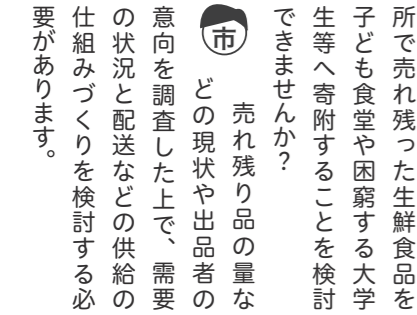 所で売れ残った生鮮食品を
子ども食堂や困窮する大学
生等へ寄附することを検討
できませんか？
市
売れ残り品の量な
どの現状や出品者の
意向を調査した上で、需要
の状況と配送などの供給の
仕組みづくりを検討する必
要があります。